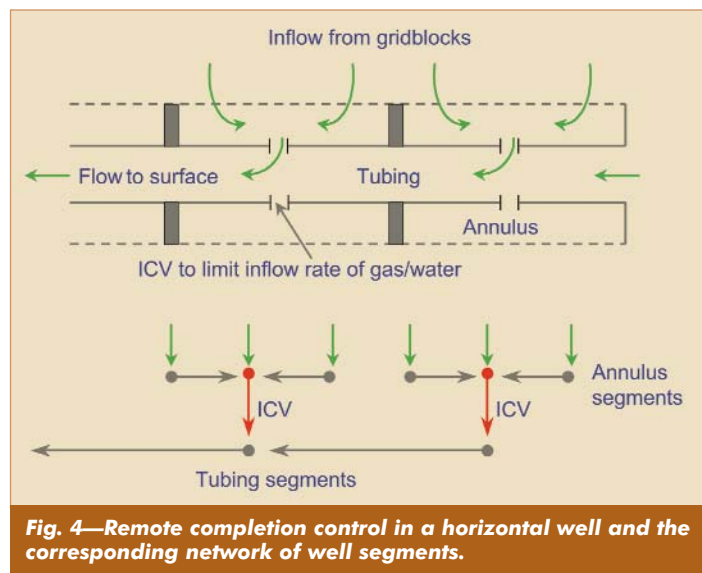 Inflow from gridblocks
Flow to surface
Tubing
Annulus
ICV to limit inflow rate of gas/water
Annulus
segments
ICV
ICV
Tubing segments
Fig. 4—Remote completion control in a horizontal well and the
corresponding network of well segments.